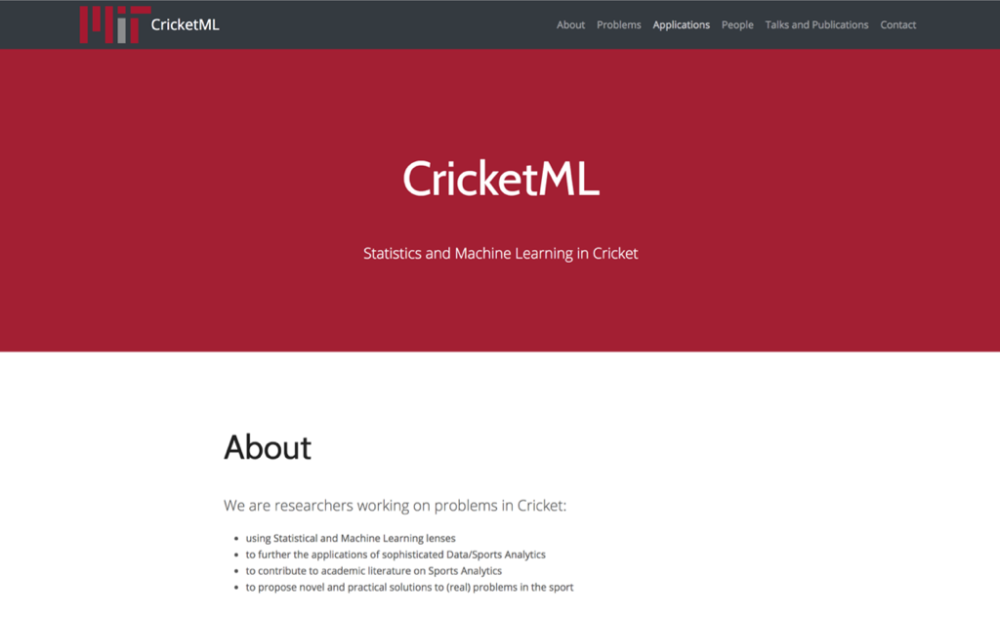 MIT CricketML
About Problems Applications People Talks and Publications Contact
CricketML
Statistics and Machine Learning in Cricket
About
We are researchers working on problems in Cricket:
• using Statistical and Machine Learning lenses
• to further the applications of sophisticated Data/Sports Analytics
• to contribute to academic literature on Sports Analytics
• to propose novel and practical solutions to (real) problems in the sport